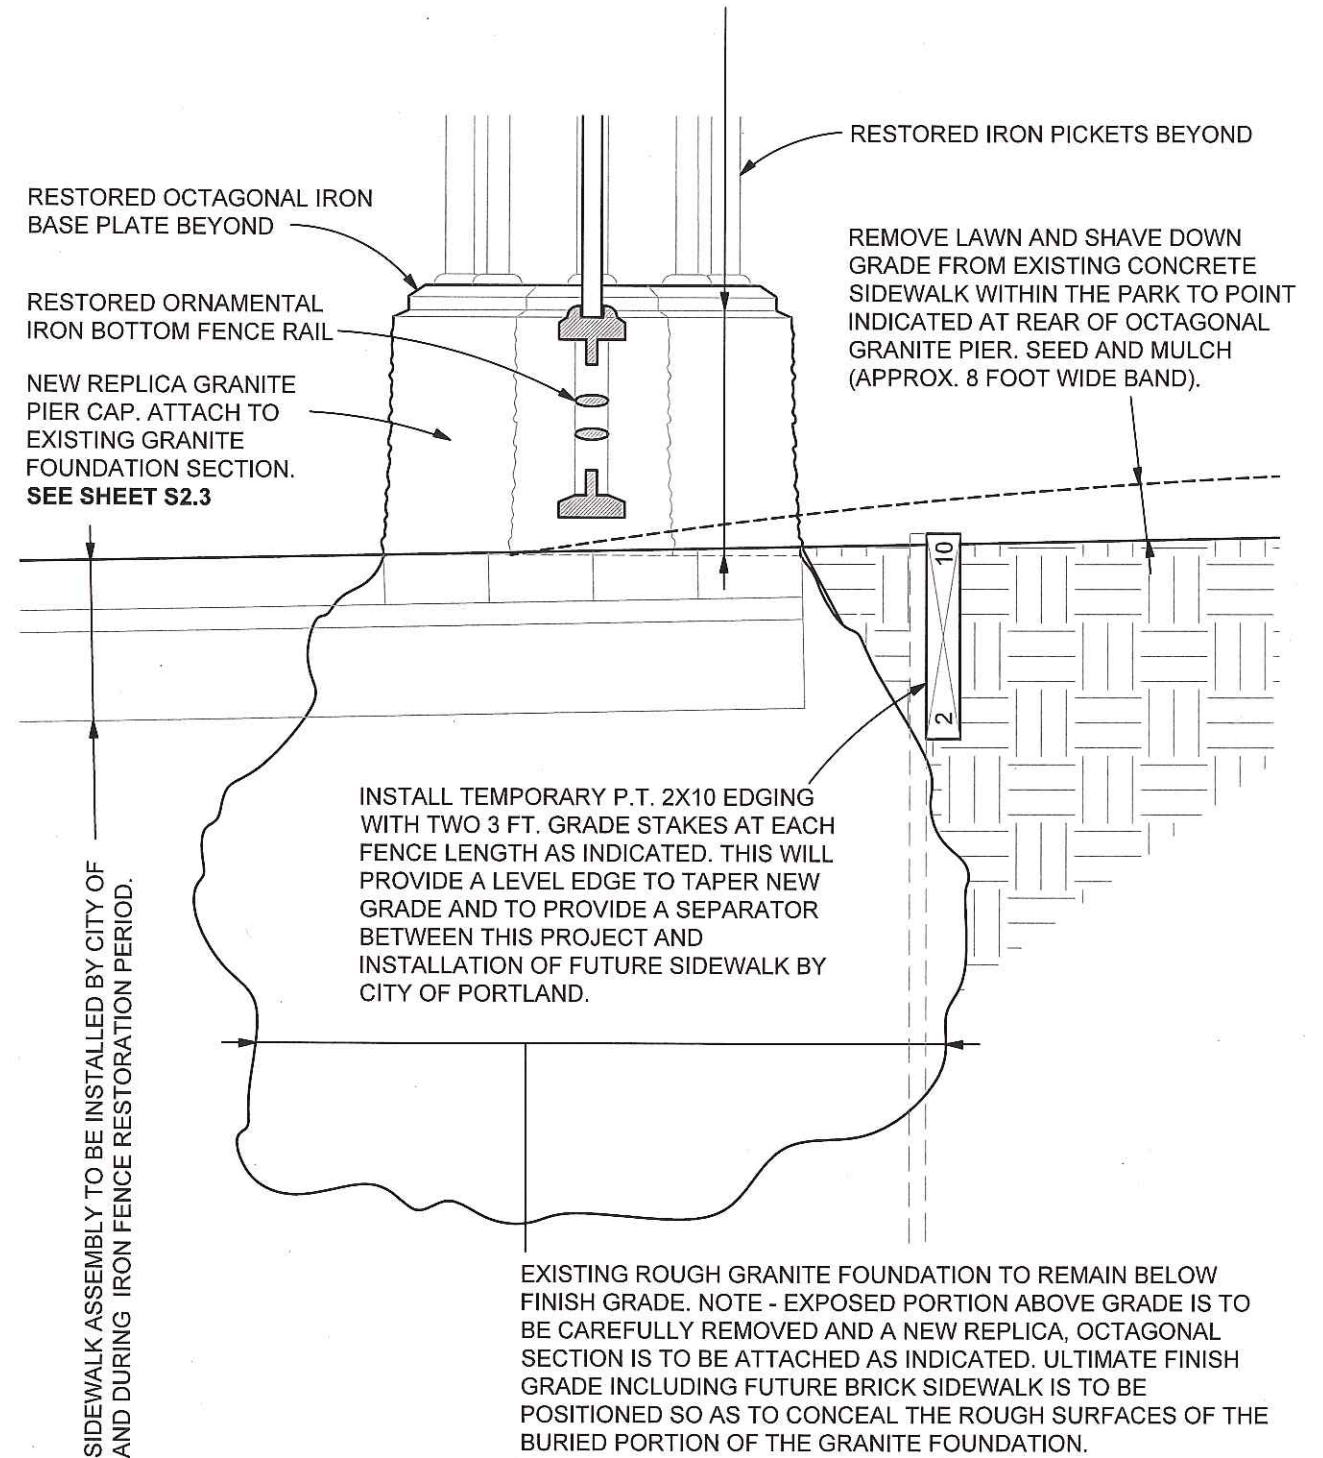 RESTORED IRON PICKETS BEYOND
RESTORED OCTAGONAL IRON
BASE PLATE BEYOND
REMOVE LAWN AND SHAVE DOWN
GRADE FROM EXISTING CONCRETE
SIDEWALK WITHIN THE PARK TO POINT
INDICATED AT REAR OF OCTAGONAL
GRANITE PIER. SEED AND MULCH
(APPROX. 8 FOOT WIDE BAND).
RESTORED ORNAMENTAL
IRON BOTTOM FENCE RAIL
NEW REPLICA GRANITE
PIER CAP. ATTACH TO
EXISTING GRANITE
FOUNDATION SECTION.
SEE SHEET S2.3
10
2
INSTALL TEMPORARY P.T. 2X10 EDGING
WITH TWO 3 FT. GRADE STAKES AT EACH
FENCE LENGTH AS INDICATED. THIS WILL
PROVIDE A LEVEL EDGE TO TAPER NEW
GRADE AND TO PROVIDE A SEPARATOR
BETWEEN THIS PROJECT AND
INSTALLATION OF FUTURE SIDEWALK BY
CITY OF PORTLAND.
SIDEWALK ASSEMBLY TO BE INSTALLED BY CITY OF
AND DURING IRON FENCE RESTORATION PERIOD.
EXISTING ROUGH GRANITE FOUNDATION TO REMAIN BELOW
FINISH GRADE. NOTE - EXPOSED PORTION ABOVE GRADE IS TO
BE CAREFULLY REMOVED AND A NEW REPLICA, OCTAGONAL
SECTION IS TO BE ATTACHED AS INDICATED. ULTIMATE FINISH
GRADE INCLUDING FUTURE BRICK SIDEWALK IS TO BE
POSITIONED SO AS TO CONCEAL THE ROUGH SURFACES OF THE
BURIED PORTION OF THE GRANITE FOUNDATION.